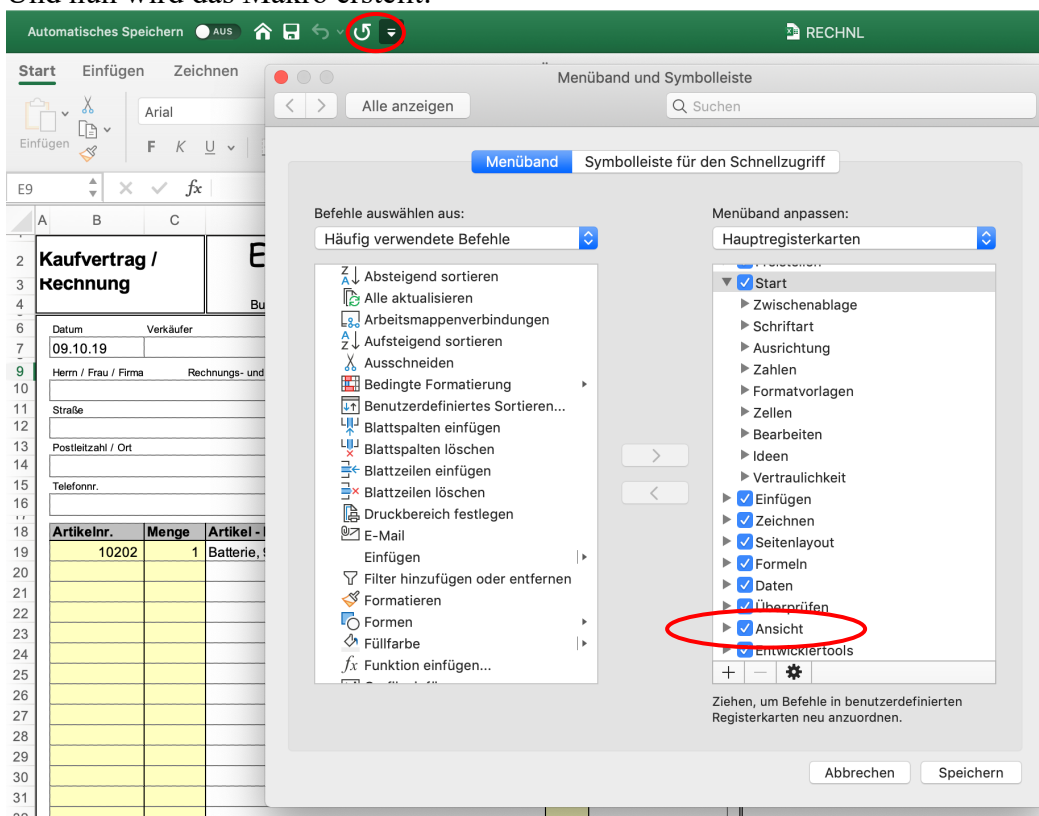 Und nun wird das Makro erstellt:
Automatisches Speichern AUS RECHNL
Start Einfügen Zeichnen
Menüband und Symbolleiste
Alle anzeigen Suchen
Arial
Einfügen F K U
Menüband Symbolleiste für den Schnellzugriff
E9 fx
A B C
Befehle auswählen aus: Menüband anpassen:
Häufig verwendete Befehle Hauptregisterkarten
2 Kaufvertrag /
3 Rechnung
4
6 Datum Verkäufer
7 09.10.19
9 Herrn / Frau / Firma
10
11 Straße
12
13 Postleitzahl / Ort
14
15 Telefonnr.
16
18 Artikelnr. Menge Artikel -
19 10202 1 Batterie,
20
21
22
23
24
25
26
27
28
29
30
31
Absteigend sortieren
Alle aktualisieren
Arbeitsmappenverbindungen
Aufsteigend sortieren
Ausschneiden
Bedingte Formatierung
Benutzerdefiniertes Sortieren...
Blattspalten einfügen
Blattspalten löschen
Blattzeilen einfügen
Blattzeilen löschen
Druckbereich festlegen
E-Mail
Einfügen
Filter hinzufügen oder entfernen
Formatieren
Formen
Füllfarbe
fx Funktion einfügen...
Start
Zwischenablage
Schriftart
Ausrichtung
Zahlen
Formatvorlagen
Zellen
Bearbeiten
Ideen
Vertraulichkeit
Einfügen
Zeichnen
Seitenlayout
Formeln
Daten
Überprüfen
Ansicht
Entwicklertools
Ziehen, um Befehle in benutzerdefinierten
Registerkarten neu anzuordnen.
Abbrechen Speichern